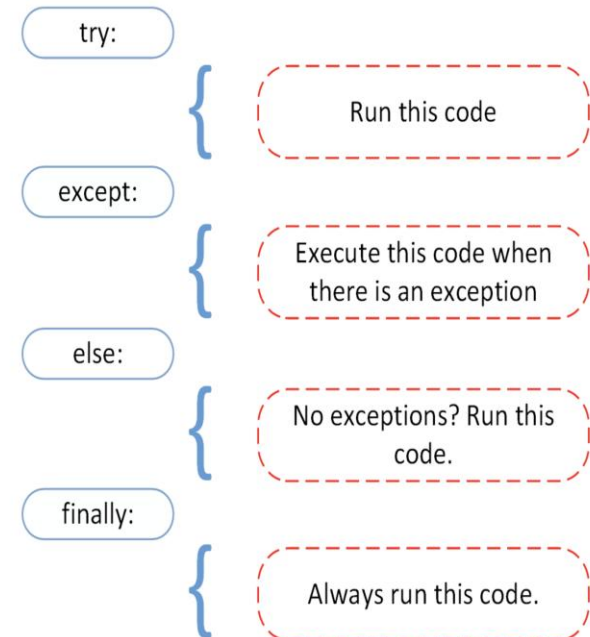 try:
Run this code
except:
Execute this code when
there is an exception
else:
No exceptions? Run this
code.
finally:
Always run this code.